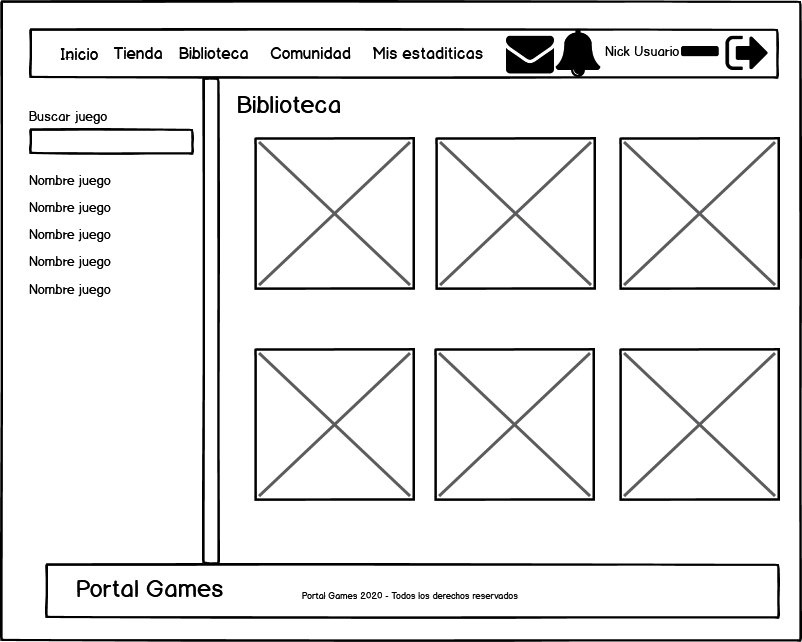 Inicio Tienda Biblioteca Comunidad Mis estaditicas Nick Usuario
Biblioteca
Buscar juego
Nombre juego
Nombre juego
Nombre juego
Nombre juego
Nombre juego
Portal Games
Portal Games 2020 - Todos los derechos reservados